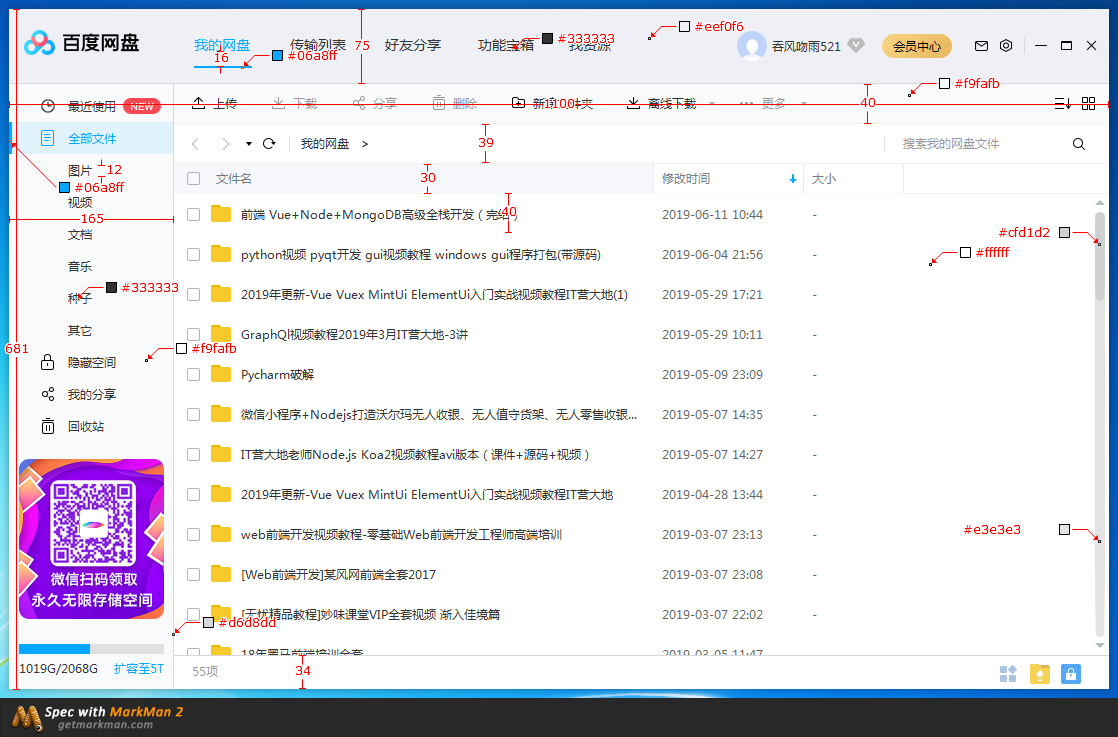 百度网盘
我的网盘
传输列表
好友分享
功能宝箱
我资源
吞风吻雨521
会员中心
16
#06a8ff
75
#333333
#eef0f6
#f9fafb
最近使用 NEW
上传
下载
分享
删除
新建文件夹
1100
离线下载
更多
40
全部文件
图片
12
#06a8ff
视频
165
文档
音乐
种子
#333333
其它
681
#f9fafb
隐藏空间
我的分享
回收站
微信扫码领取
永久无限存储空间
1019G/2068G 扩容至5T
我的网盘 >
39
搜索我的网盘文件
文件名
30
修改时间
大小
40
前端 Vue+Node+MongoDB高级全栈开发（完结） 2019-06-11 10:44 -
#cfd1d2
#ffffff
python视频 pyqt开发 gui视频教程 windows gui程序打包(带源码) 2019-06-04 21:56 -
2019年更新-Vue Vuex MintUi ElementUi入门实战视频教程IT营大地(1) 2019-05-29 17:21 -
GraphQl视频教程2019年3月IT营大地-3讲 2019-05-29 10:11 -
Pycharm破解 2019-05-09 23:09 -
微信小程序+Nodejs打造沃尔玛无人收银、无人值守货架、无人零售收银... 2019-05-07 14:35 -
IT营大地老师Node.js Koa2视频教程avi版本（课件+源码+视频） 2019-05-07 14:27 -
2019年更新-Vue Vuex MintUi ElementUi入门实战视频教程IT营大地 2019-04-28 13:44 -
web前端开发视频教程-零基础Web前端开发工程师高端培训 2019-03-07 23:13 -
#e3e3e3
[Web前端开发]某风网前端全套2017 2019-03-07 23:08 -
[无忧精品教程]妙味课堂VIP全套视频 渐入佳境篇 2019-03-07 22:02 -
#d6d8dd
18年黑马前端培训全套 2019-03-05 11:47
55项
34
Spec with MarkMan 2
getmarkman.com